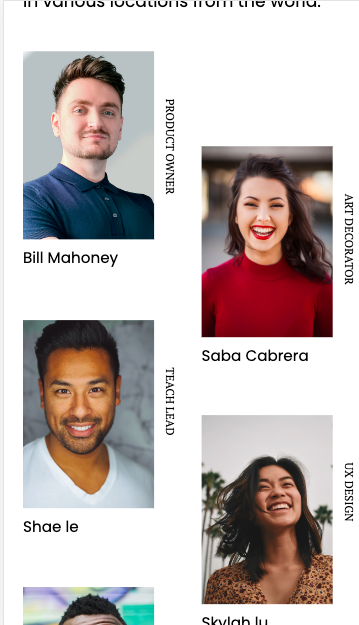 in various locations from the world.
PRODUCT OWNER
Bill Mahoney
ART DECORATOR
Saba Cabrera
TEACH LEAD
Shae le
UX DESIGN
Skylah lu